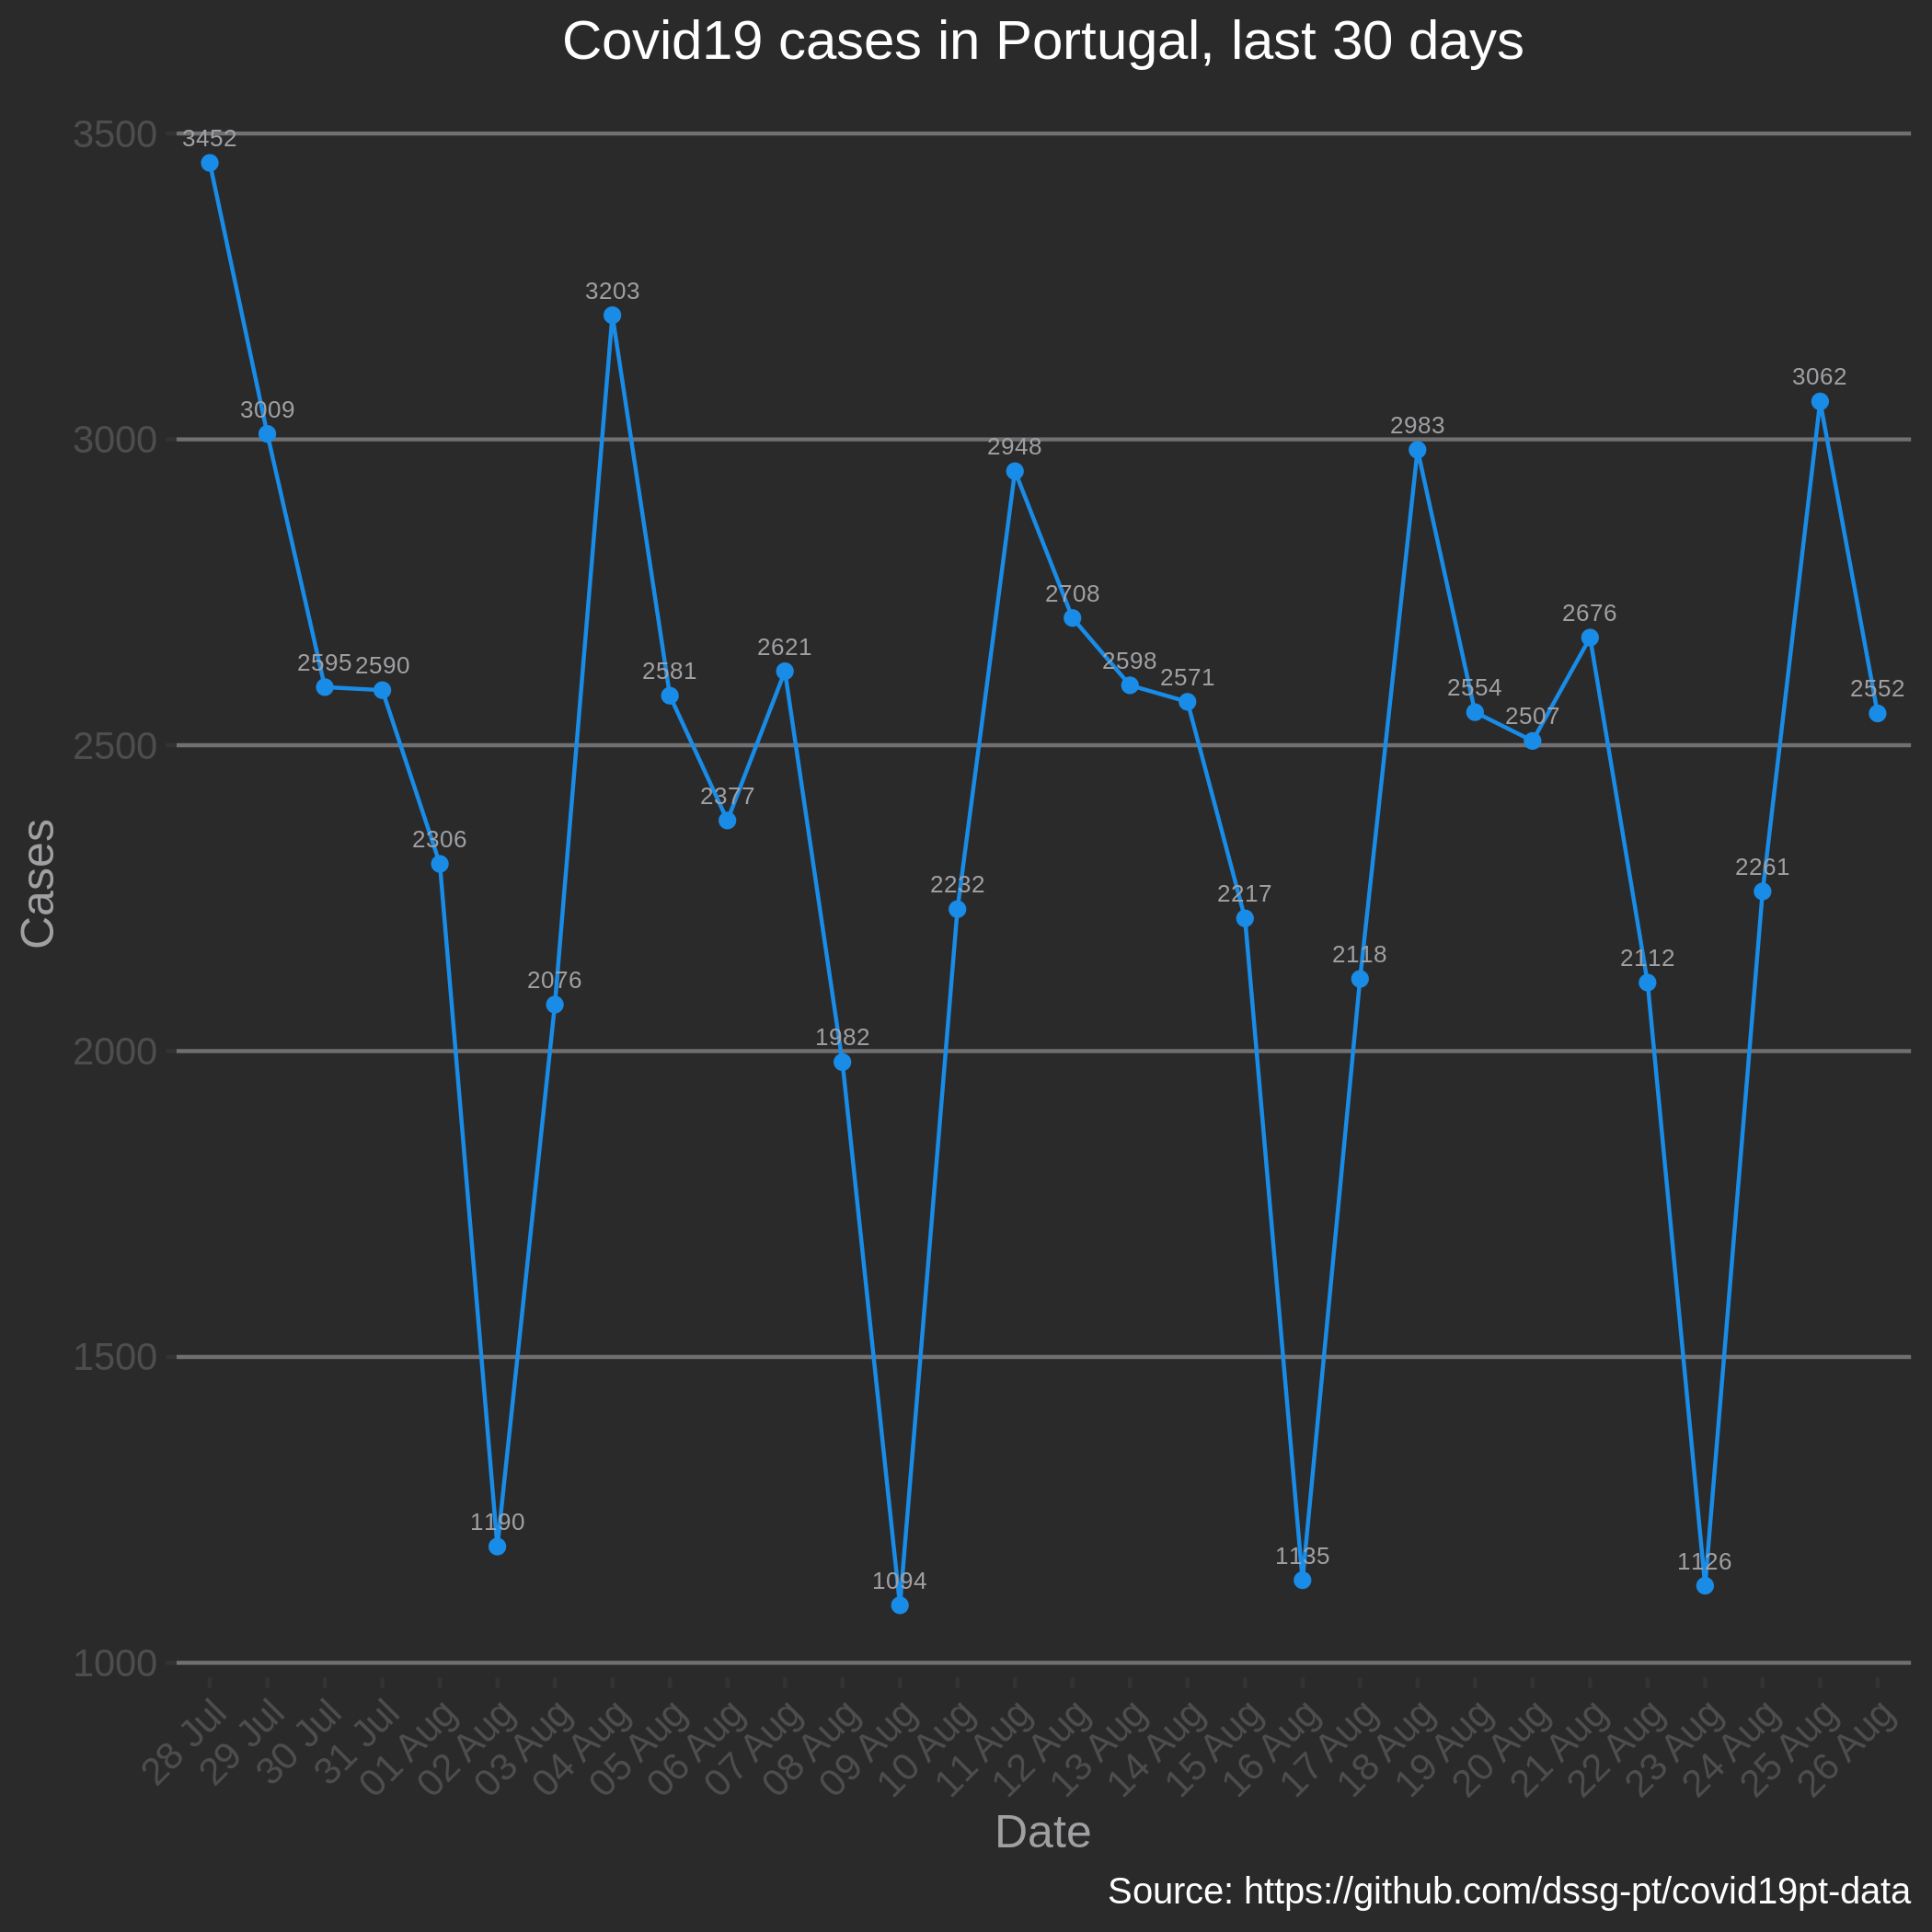 Covid19 cases in Portugal, last 30 days
3500
3000
2500
2000
1500
1000
Cases
3452
3009
2595
2590
2306
1190
2076
3203
2581
2377
2621
1982
1094
2232
2948
2708
2598
2571
2217
1135
2118
2983
2554
2507
2676
2112
1126
2261
3062
2552
28 Jul
29 Jul
30 Jul
31 Jul
01 Aug
02 Aug
03 Aug
04 Aug
05 Aug
06 Aug
07 Aug
08 Aug
09 Aug
10 Aug
11 Aug
12 Aug
13 Aug
14 Aug
15 Aug
16 Aug
17 Aug
18 Aug
19 Aug
20 Aug
21 Aug
22 Aug
23 Aug
24 Aug
25 Aug
26 Aug
Date
Source: https://github.com/dssg-pt/covid19pt-data